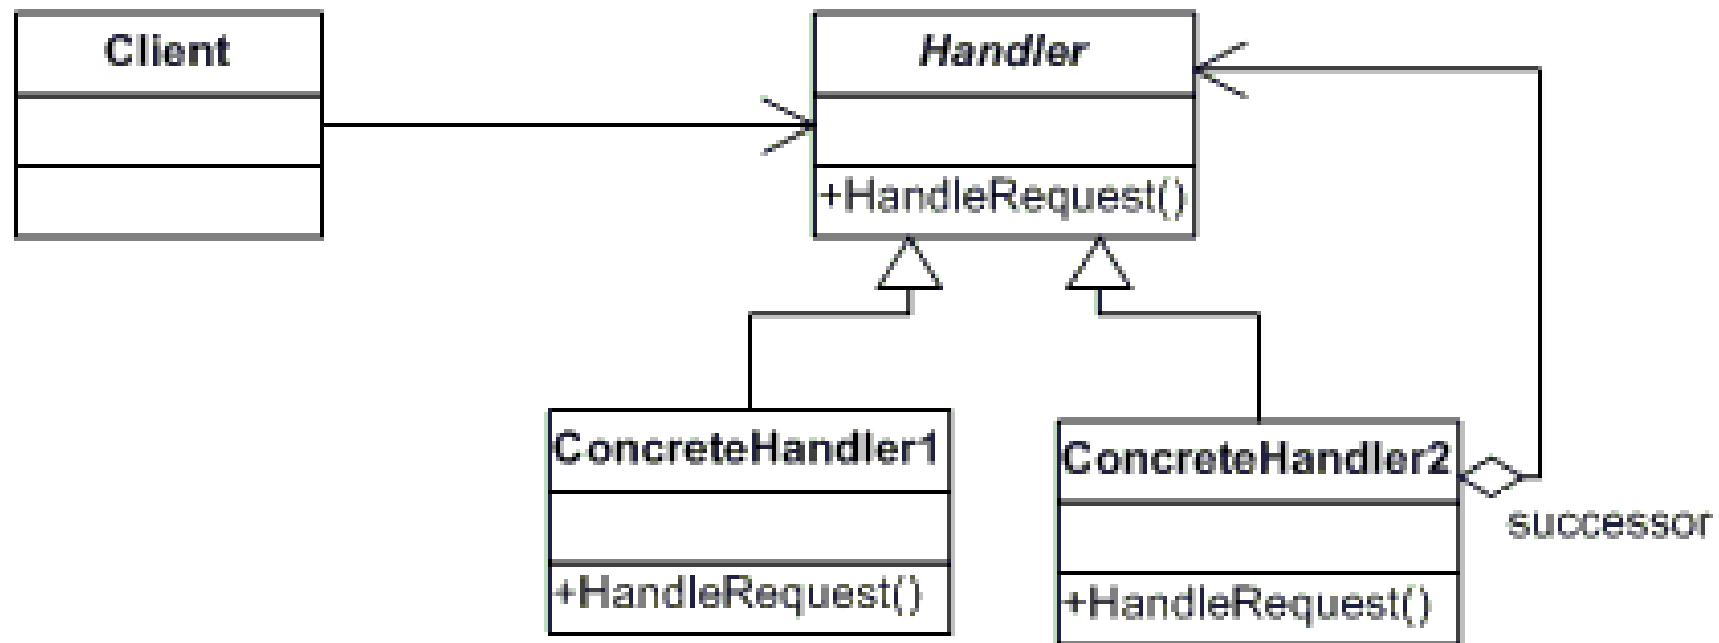 Client
Handler
+HandleRequest()
ConcreteHandler1
+HandleRequest()
ConcreteHandler2
+HandleRequest()
successor